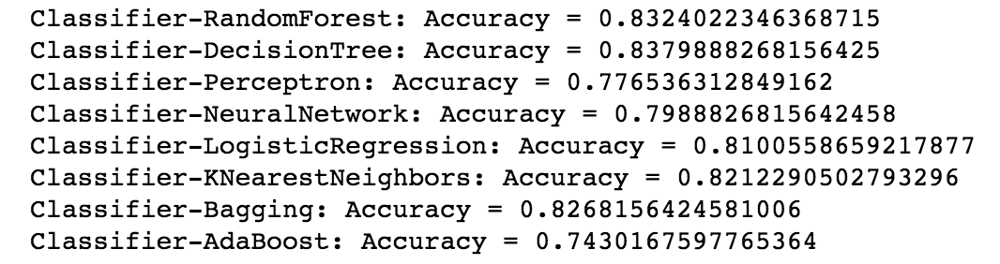 Classifier-RandomForest: Accuracy = 0.8324022346368715
Classifier-DecisionTree: Accuracy = 0.8379888268156425
Classifier-Perceptron: Accuracy = 0.776536312849162
Classifier-NeuralNetwork: Accuracy = 0.7988826815642458
Classifier-LogisticRegression: Accuracy = 0.8100558659217877
Classifier-KNearestNeighbors: Accuracy = 0.8212290502793296
Classifier-Bagging: Accuracy = 0.8268156424581006
Classifier-AdaBoost: Accuracy = 0.7430167597765364